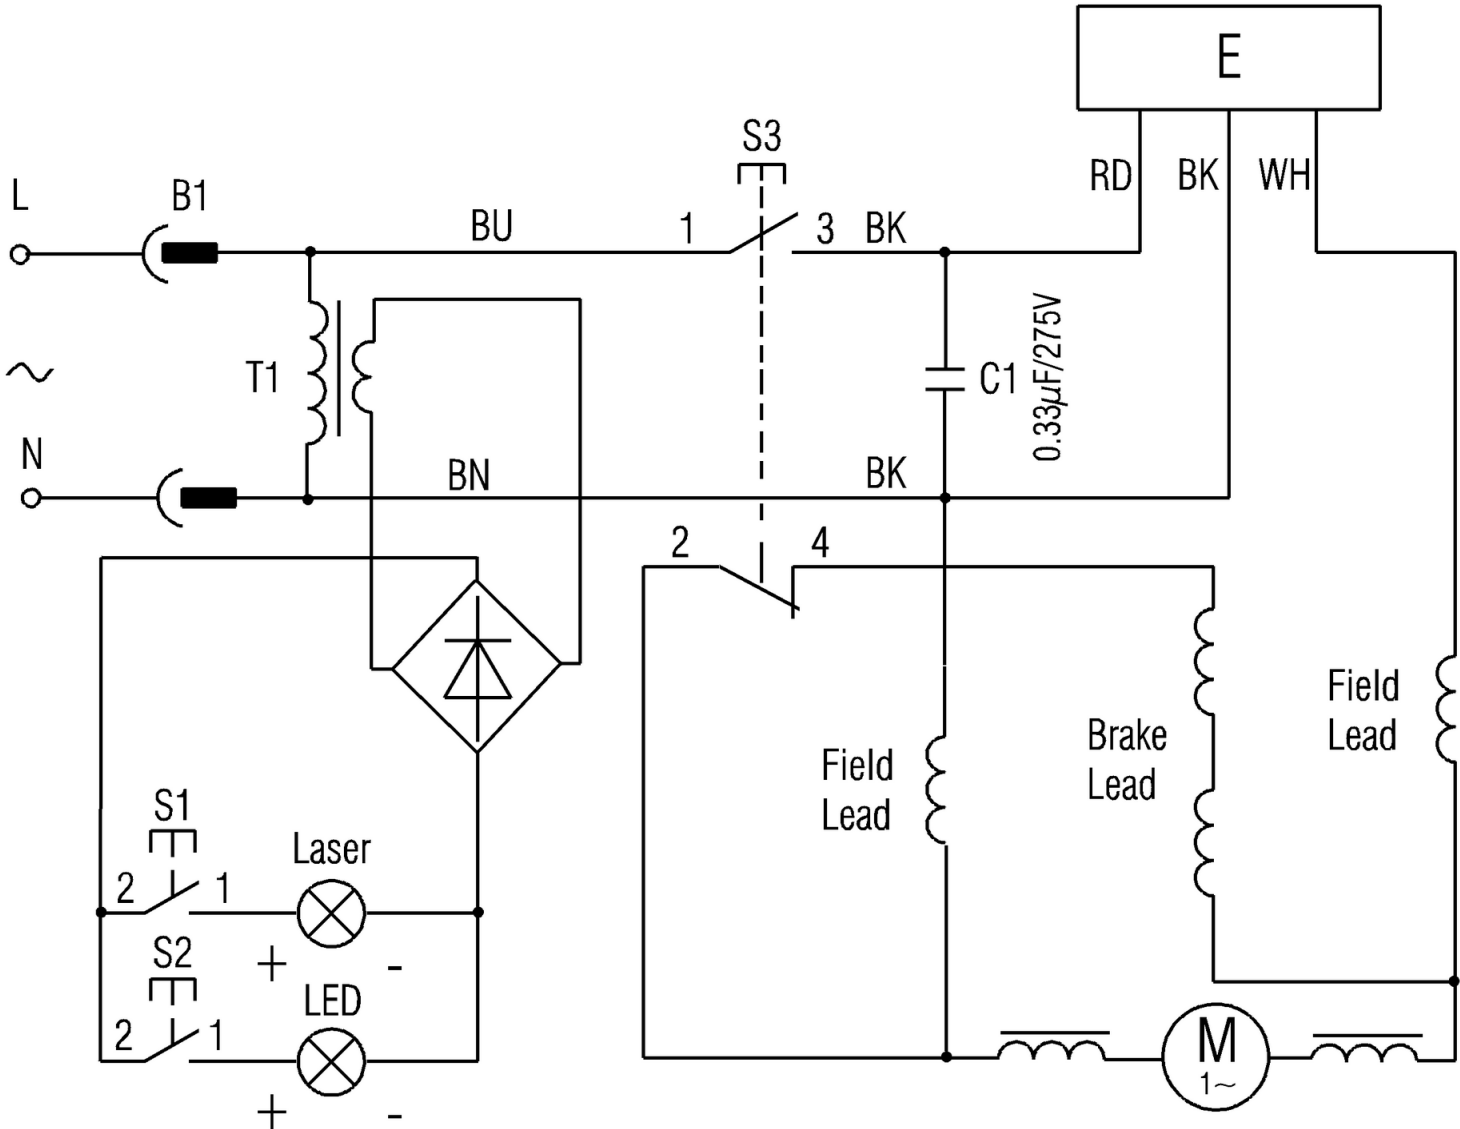 E
S3
RD BK WH
L B1
BU 1 3 BK
T1 C1 0.33μF/275V
N
BN BK
2 4
Field
Lead
Brake
Lead
Field
Lead
S1
Laser
2 1
+ -
S2
LED
2 1
+ -
M
1~